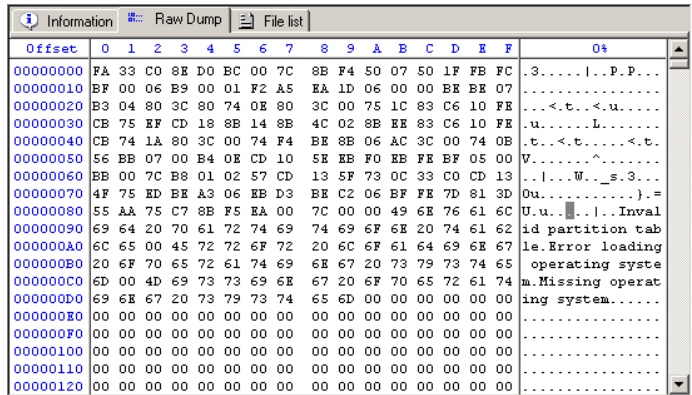 Information Raw Dump File list
Offset 0 1 2 3 4 5 6 7 8 9 A B C D E F 0%
00000000 FA 33 C0 8E D0 BC 00 7C 8B F4 50 07 50 1F FB FC .3.....|..P.P...
00000010 BF 00 06 B9 00 01 F2 A5 EA 1D 06 00 00 BE BE 07 ................
00000020 B3 04 80 3C 80 74 0E 80 3C 00 75 1C 83 C6 10 FE ...<.t..<.u.....
00000030 CB 75 EF CD 18 8B 14 8B 4C 02 8B EE 83 C6 10 FE .u......L.......
00000040 CB 74 1A 80 3C 00 74 F4 BE 8B 06 AC 3C 00 74 0B .t..<.t.....<.t.
00000050 56 BB 07 00 B4 0E CD 10 5E EB F0 EB FE BF 05 00 V.......^.......
00000060 BB 00 7C B8 01 02 57 CD 13 5F 73 0C 33 C0 CD 13 ..|...W.._s.3...
00000070 4F 75 ED BE A3 06 EB D3 BE C2 06 BF FE 7D 81 3D Ou...........}.=
00000080 55 AA 75 C7 8B F5 EA 00 7C 00 00 49 6E 76 61 6C U.u.. ..|..Inval
00000090 69 64 20 70 61 72 74 69 74 69 6F 6E 20 74 61 62 id partition tab
000000A0 6C 65 00 45 72 72 6F 72 20 6C 6F 61 64 69 6E 67 le.Error loading
000000B0 20 6F 70 65 72 61 74 69 6E 67 20 73 79 73 74 65 operating syste
000000C0 6D 00 4D 69 73 73 69 6E 67 20 6F 70 65 72 61 74 m.Missing operat
000000D0 69 6E 67 20 73 79 73 74 65 6D 00 00 00 00 00 00 ing system......
000000E0 00 00 00 00 00 00 00 00 00 00 00 00 00 00 00 00 ................
000000F0 00 00 00 00 00 00 00 00 00 00 00 00 00 00 00 00 ................
00000100 00 00 00 00 00 00 00 00 00 00 00 00 00 00 00 00 ................
00000110 00 00 00 00 00 00 00 00 00 00 00 00 00 00 00 00 ................
00000120 00 00 00 00 00 00 00 00 00 00 00 00 00 00 00 00 ................